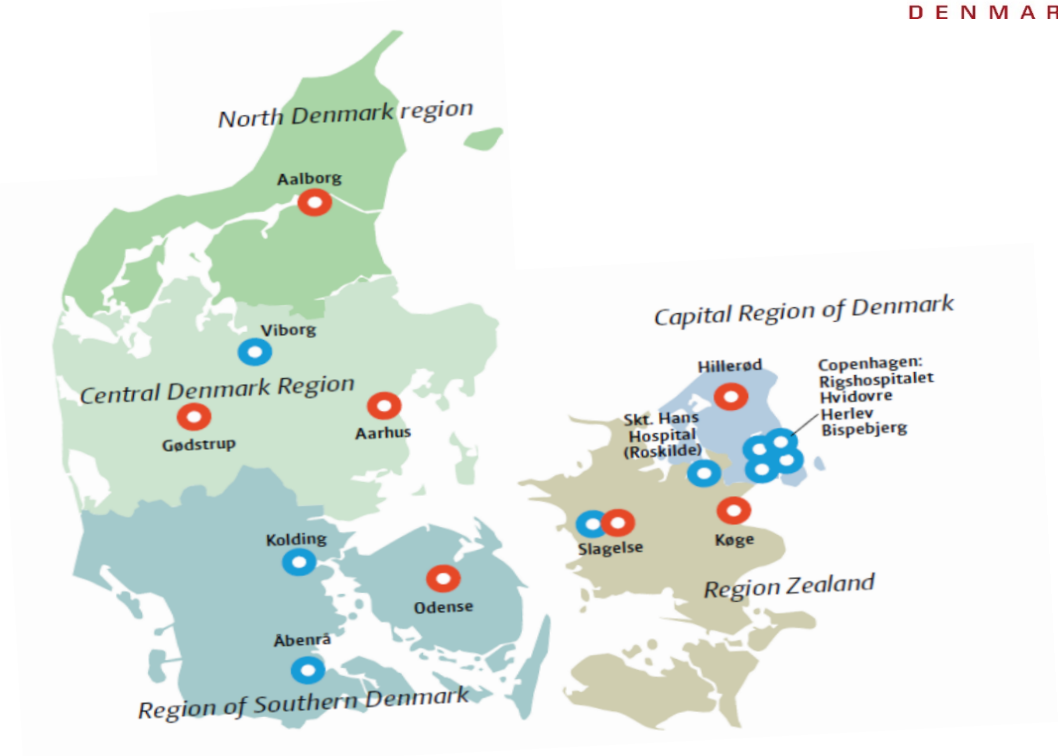 DENMAR
North Denmark region
Aalborg
Viborg
Central Denmark Region
Gødstrup
Aarhus
Kolding
Odense
Åbenrå
Region of Southern Denmark
Capital Region of Denmark
Hillerød
Copenhagen:
Rigshospitalet
Hvidovre
Herlev
Bispebjerg
Skt. Hans
Hospital
(Roskilde)
Slagelse
Køge
Region Zealand